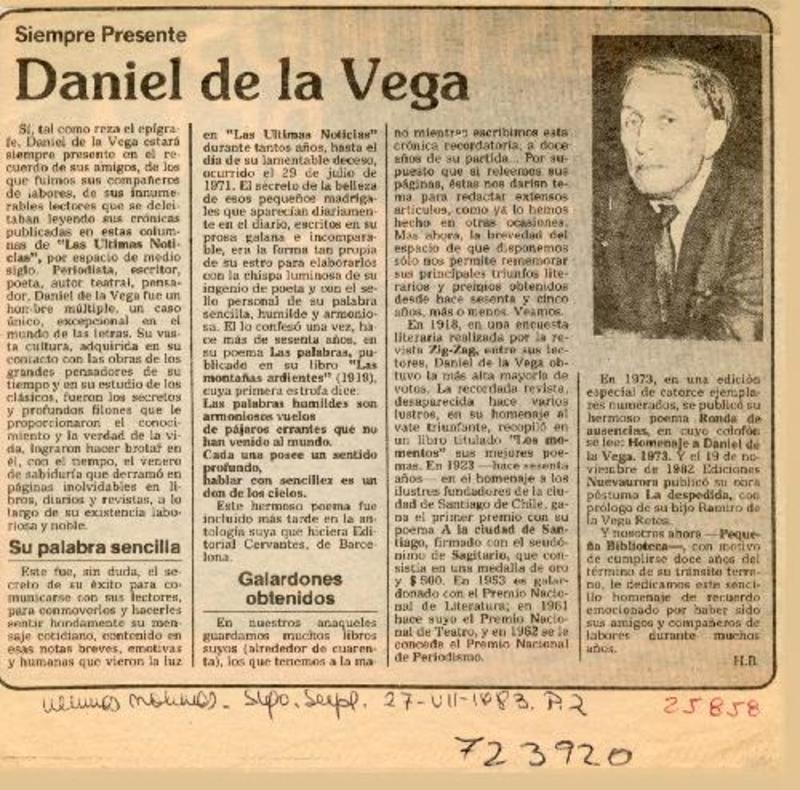 Siempre Presente
Daniel de la Vega
Sí, tal como reza el epígra-
fe, Daniel de la Vega estará
siempre presente en el re-
cuerdo de sus amigos, de los
que fuimos sus compañeros
de labores, de sus innume-
rables lectores que se delei-
taban leyendo sus crónicas
publicadas en estas colum-
nas de "Las Ultimas Noti-
cias", por espacio de medio
siglo. Periodista, escritor,
poeta, autor teatral, pensa-
dor, Daniel de la Vega fue un
hombre múltiple, un caso
único, excepcional en el
mundo de las letras. Su vas-
ta cultura, adquirida en su
contacto con las obras de los
grandes pensadores de su
tiempo y en su estudio de los
clásicos, fueron los secretos
y profundos filones que le
proporcionaron el conoci-
miento y la verdad de la vi-
da, lograron hacer brotar en
él, con el tiempo, el venero
de sabiduría que derramó en
páginas inolvidables en li-
bros, diarios y revistas, a lo
largo de su existencia labo-
riosa y noble.
Su palabra sencilla
Este fue, sin duda, el se-
creto de su éxito para co-
municarse con sus lectores,
para conmoverlos y hacerles
sentir hondamente su men-
saje cotidiano, contenido en
esas notas breves, emotivas
y humanas que vieron la luz
en "Las Ultimas Noticias"
durante tantos años, hasta el
día de su lamentable deceso,
ocurrido el 29 de julio de
1971. El secreto de la belleza
de esos pequeños madriga-
les que aparecían diariamen-
te en el diario, escritos en su
prosa galana e incompara-
ble, era la forma tan propia
de su estro para elaborarlos
con la chispa luminosa de su
ingenio de poeta y con el se-
llo personal de su palabra
sencilla, humilde y armonio-
sa. El lo confesó una vez, ha-
ce más de sesenta años, en
su poema Las palabras, pu-
blicado en su libro "Las
montañas ardientes" (1919),
cuya primera estrofa dice:
Las palabras humildes son
armoniosos vuelos
de pájaros errantes que no
han venido al mundo.
Cada una posee un sentido
profundo,
hablar con sencillez es un
don de los cielos.
Este hermoso poema fue
incluido más tarde en la an-
tología suya que hiciera Edi-
torial Cervantes, de Barce-
lona.
Galardones
obtenidos
En nuestros anaqueles
guardamos muchos libros
suyos (alrededor de cuaren-
ta), los que tenemos a la ma-
no mientras escribimos esta
crónica recordatoria, a doce
años de su partida... Por su-
puesto que si releemos sus
páginas, éstas nos darían te-
ma para redactar extensos
artículos, como ya lo hemos
hecho en otras ocasiones.
Mas ahora, la brevedad del
espacio de que disponemos
sólo nos permite rememorar
sus principales triunfos lite-
rarios y premios obtenidos
desde hace sesenta y cinco
años, más o menos. Veamos.
En 1918, en una encuesta
literaria realizada por la re-
vista Zig-Zag, entre sus lec-
tores, Daniel de la Vega ob-
tuvo la más alta mayoría de
votos. La recordada revista,
desaparecida hace varios
lustros, en su homenaje al
vate triunfante, recopiló en
un libro titulado "Los mo-
mentos" sus mejores poe-
mas. En 1923 —hace sesenta
años— en el homenaje a los
ilustres fundadores de la ciu-
dad de Santiago de Chile, ga-
na el primer premio con su
poema A la ciudad de San-
tiago, firmado con el seudó-
nimo de Sagitario, que con-
sistía en una medalla de oro
y $ 500. En 1953 es galar-
donado con el Premio Nacio-
nal de Literatura; en 1961
hace suyo el Premio Nacio-
nal de Teatro, y en 1962 se le
concede el Premio Nacional
de Periodismo.
En 1973, en una edición
especial de catorce ejempla-
res numerados, se publicó su
hermoso poema Ronda de
ausencias, en cuyo colofón
se lee: Homenaje a Daniel de
la Vega. 1973. Y el 19 de no-
viembre de 1982 Ediciones
Nuevaurora publicó su obra
póstuma La despedida, con
prólogo de su hijo Ramiro de
la Vega Rotes.
Y nosotros ahora —Peque-
ña Biblioteca—, con motivo
de cumplirse doce años del
término de su tránsito terre-
no, le dedicamos este senci-
llo homenaje de recuerdo
emocionado por haber sido
sus amigos y compañeros de
labores durante muchos
años.
H.B.
27-VII-1983. P.2
25858
723920